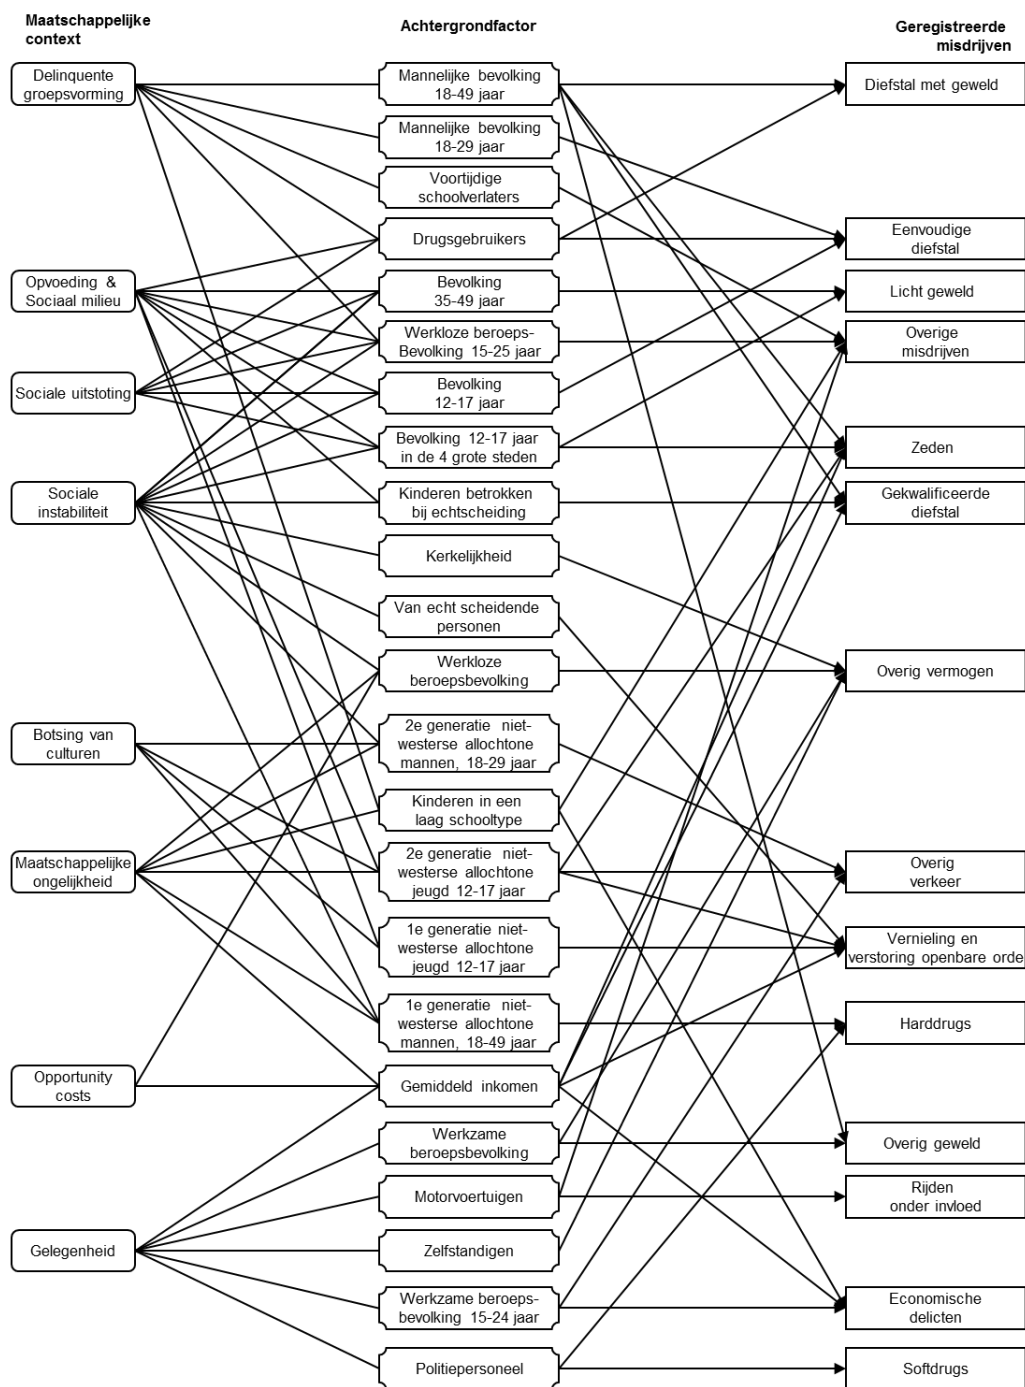 Maatschappelijke
context
Achtergrondfactor
Geregistreerde
misdrijven
Delinquente
groepsvorming
Opvoeding &
Sociaal milieu
Sociale uitstoting
Sociale
instabiliteit
Botsing van
culturen
Maatschappelijke
ongelijkheid
Opportunity
costs
Gelegenheid
Mannelijke bevolking
18-49 jaar
Mannelijke bevolking
18-29 jaar
Voortijdige
schoolverlaters
Drugsgebruikers
Bevolking
35-49 jaar
Werkloze beroeps-
Bevolking 15-25 jaar
Bevolking
12-17 jaar
Bevolking 12-17 jaar
in de 4 grote steden
Kinderen betrokken
bij echtscheiding
Kerkelijkheid
Van echt scheidende
personen
Werkloze
beroepsbevolking
2e generatie niet-
westerse allochtone
mannen, 18-29 jaar
Kinderen in een
laag schooltype
2e generatie niet-
westerse allochtone
jeugd 12-17 jaar
1e generatie niet-
westerse allochtone
jeugd 12-17 jaar
1e generatie niet-
westerse allochtone
mannen, 18-49 jaar
Gemiddeld inkomen
Werkzame
beroepsbevolking
Motorvoertuigen
Zelfstandigen
Werkzame beroeps-
bevolking 15-24 jaar
Politiepersoneel
Diefstal met geweld
Eenvoudige
diefstal
Licht geweld
Overige
misdrijven
Zeden
Gekwalificeerde
diefstal
Overig vermogen
Overig
verkeer
Vernieling en
verstoring openbare orde
Harddrugs
Overig geweld
Rijden
onder invloed
Economische
delicten
Softdrugs